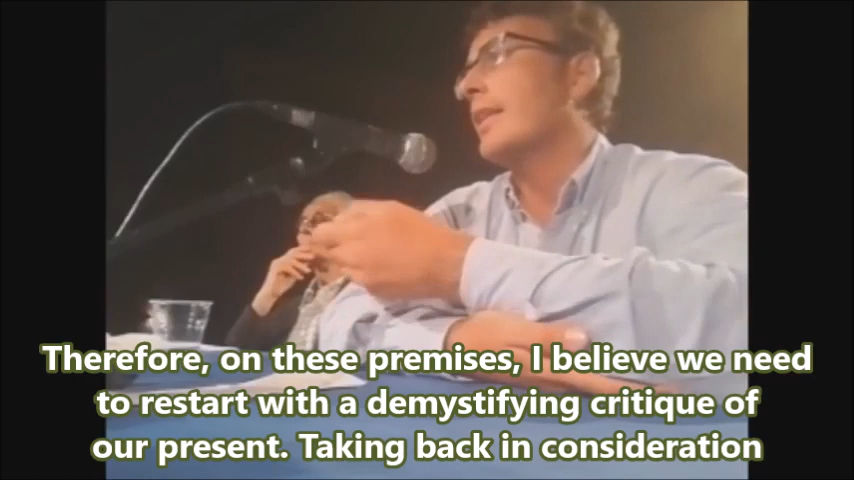 Therefore, on these premises, I believe we need
to restart with a demystifying critique of
our present. Taking back in consideration